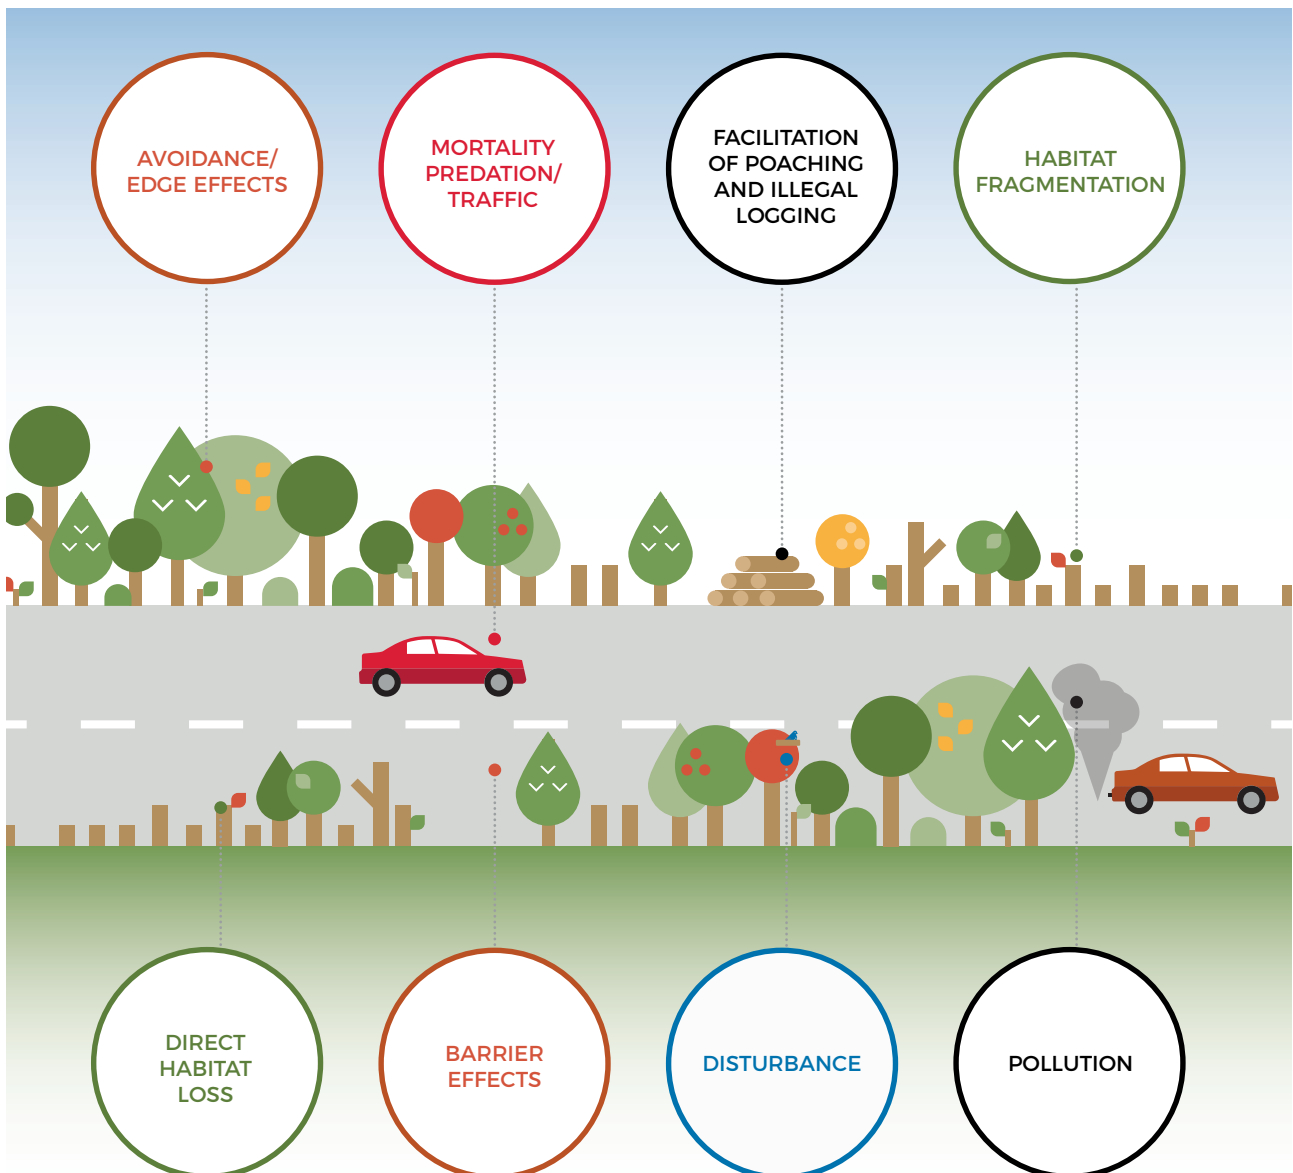 AVOIDANCE/
EDGE EFFECTS
MORTALITY
PREDATION/
TRAFFIC
FACILITATION
OF POACHING
AND ILLEGAL
LOGGING
HABITAT
FRAGMENTATION
DIRECT
HABITAT
LOSS
BARRIER
EFFECTS
DISTURBANCE
POLLUTION